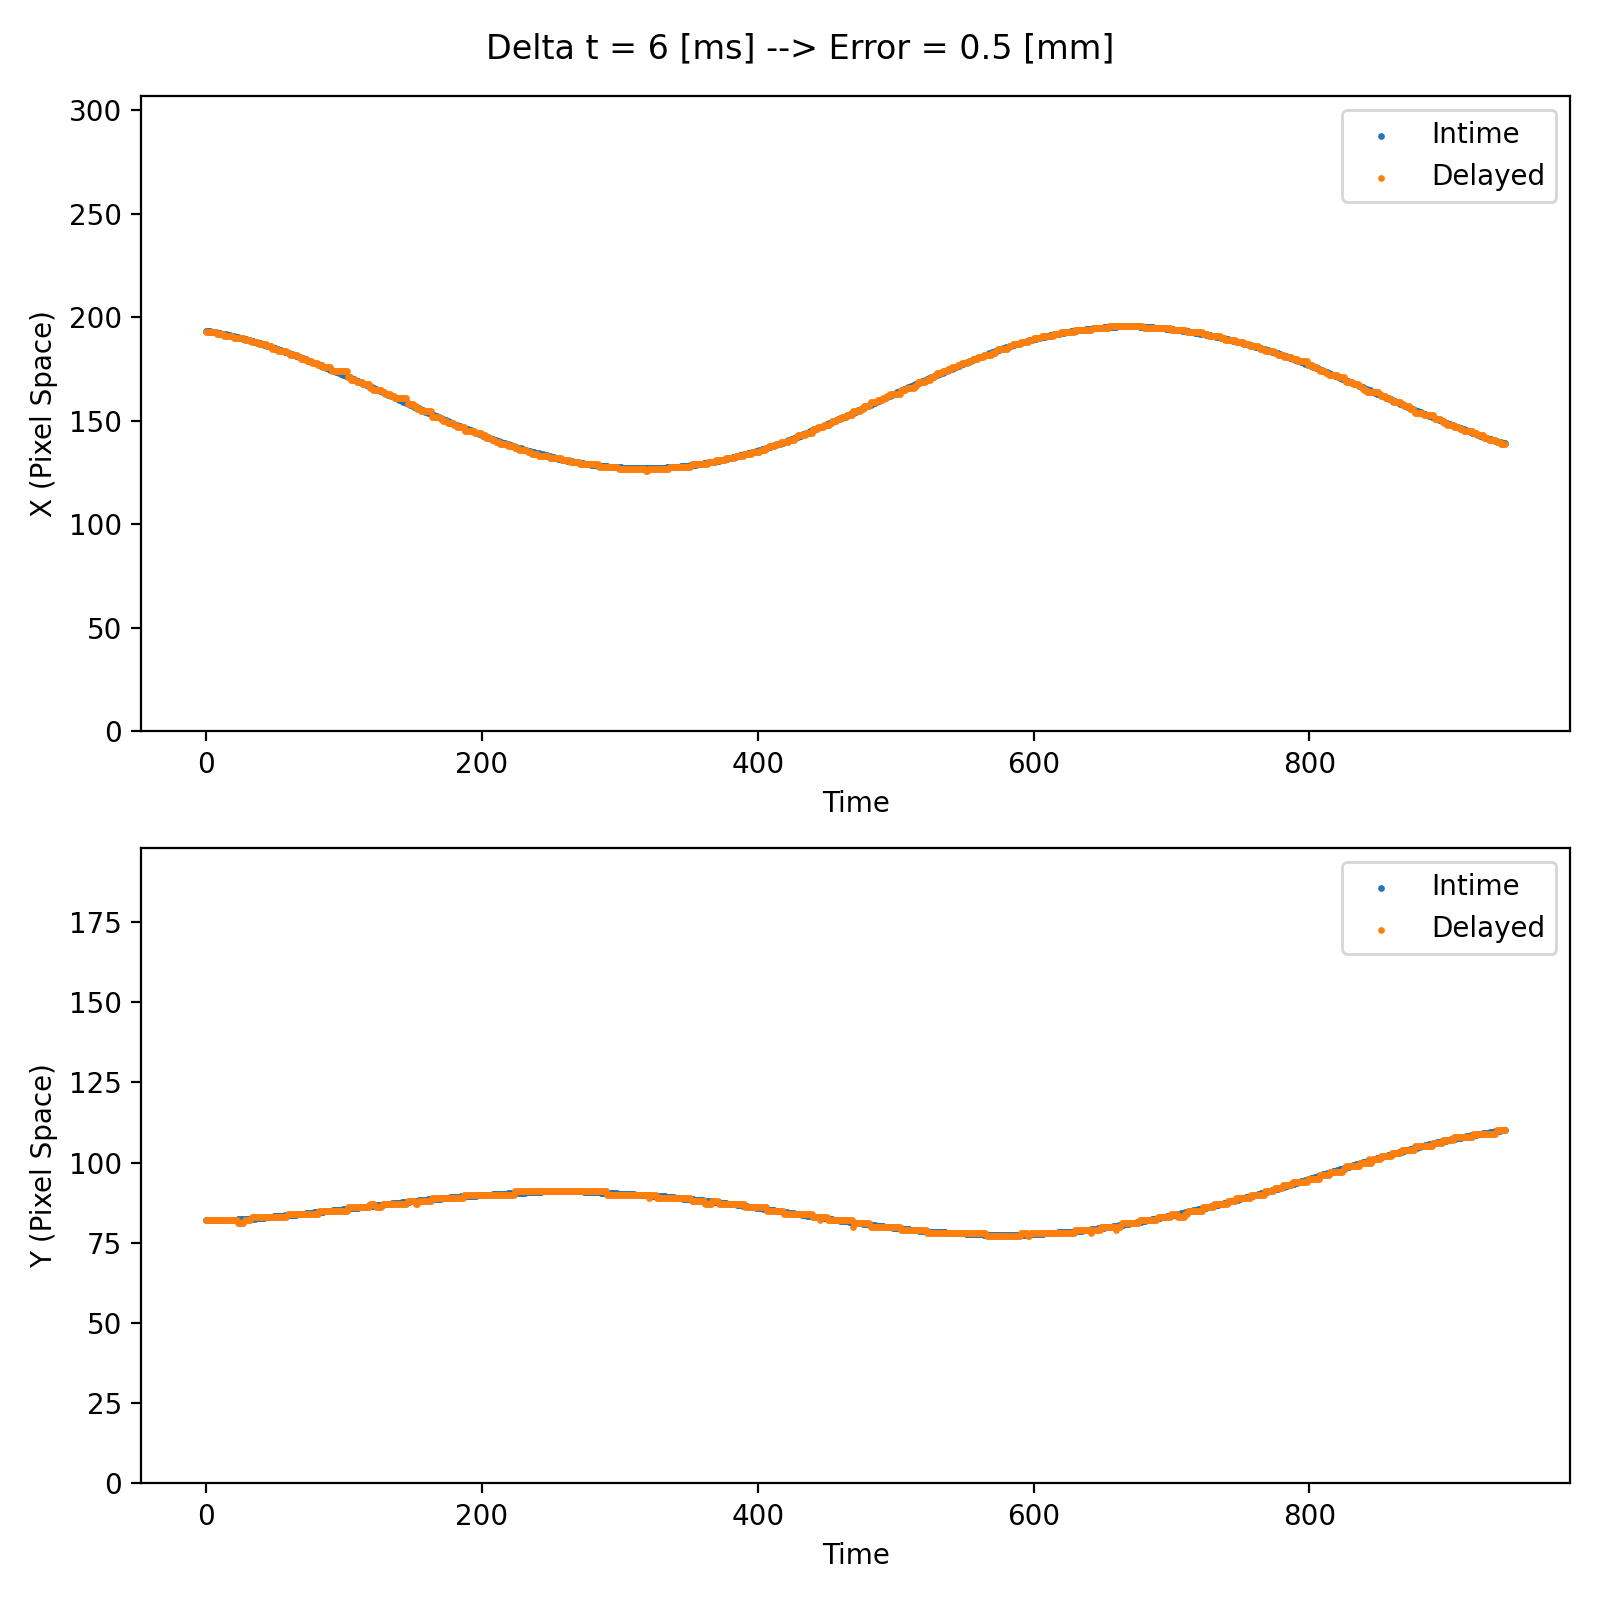 Delta t = 6 [ms] --> Error = 0.5 [mm]
300
250
200
150
100
50
0
X (Pixel Space)
Intime
Delayed
0 200 400 600 800
Time
175
150
125
100
75
50
25
0
Y (Pixel Space)
Intime
Delayed
0 200 400 600 800
Time